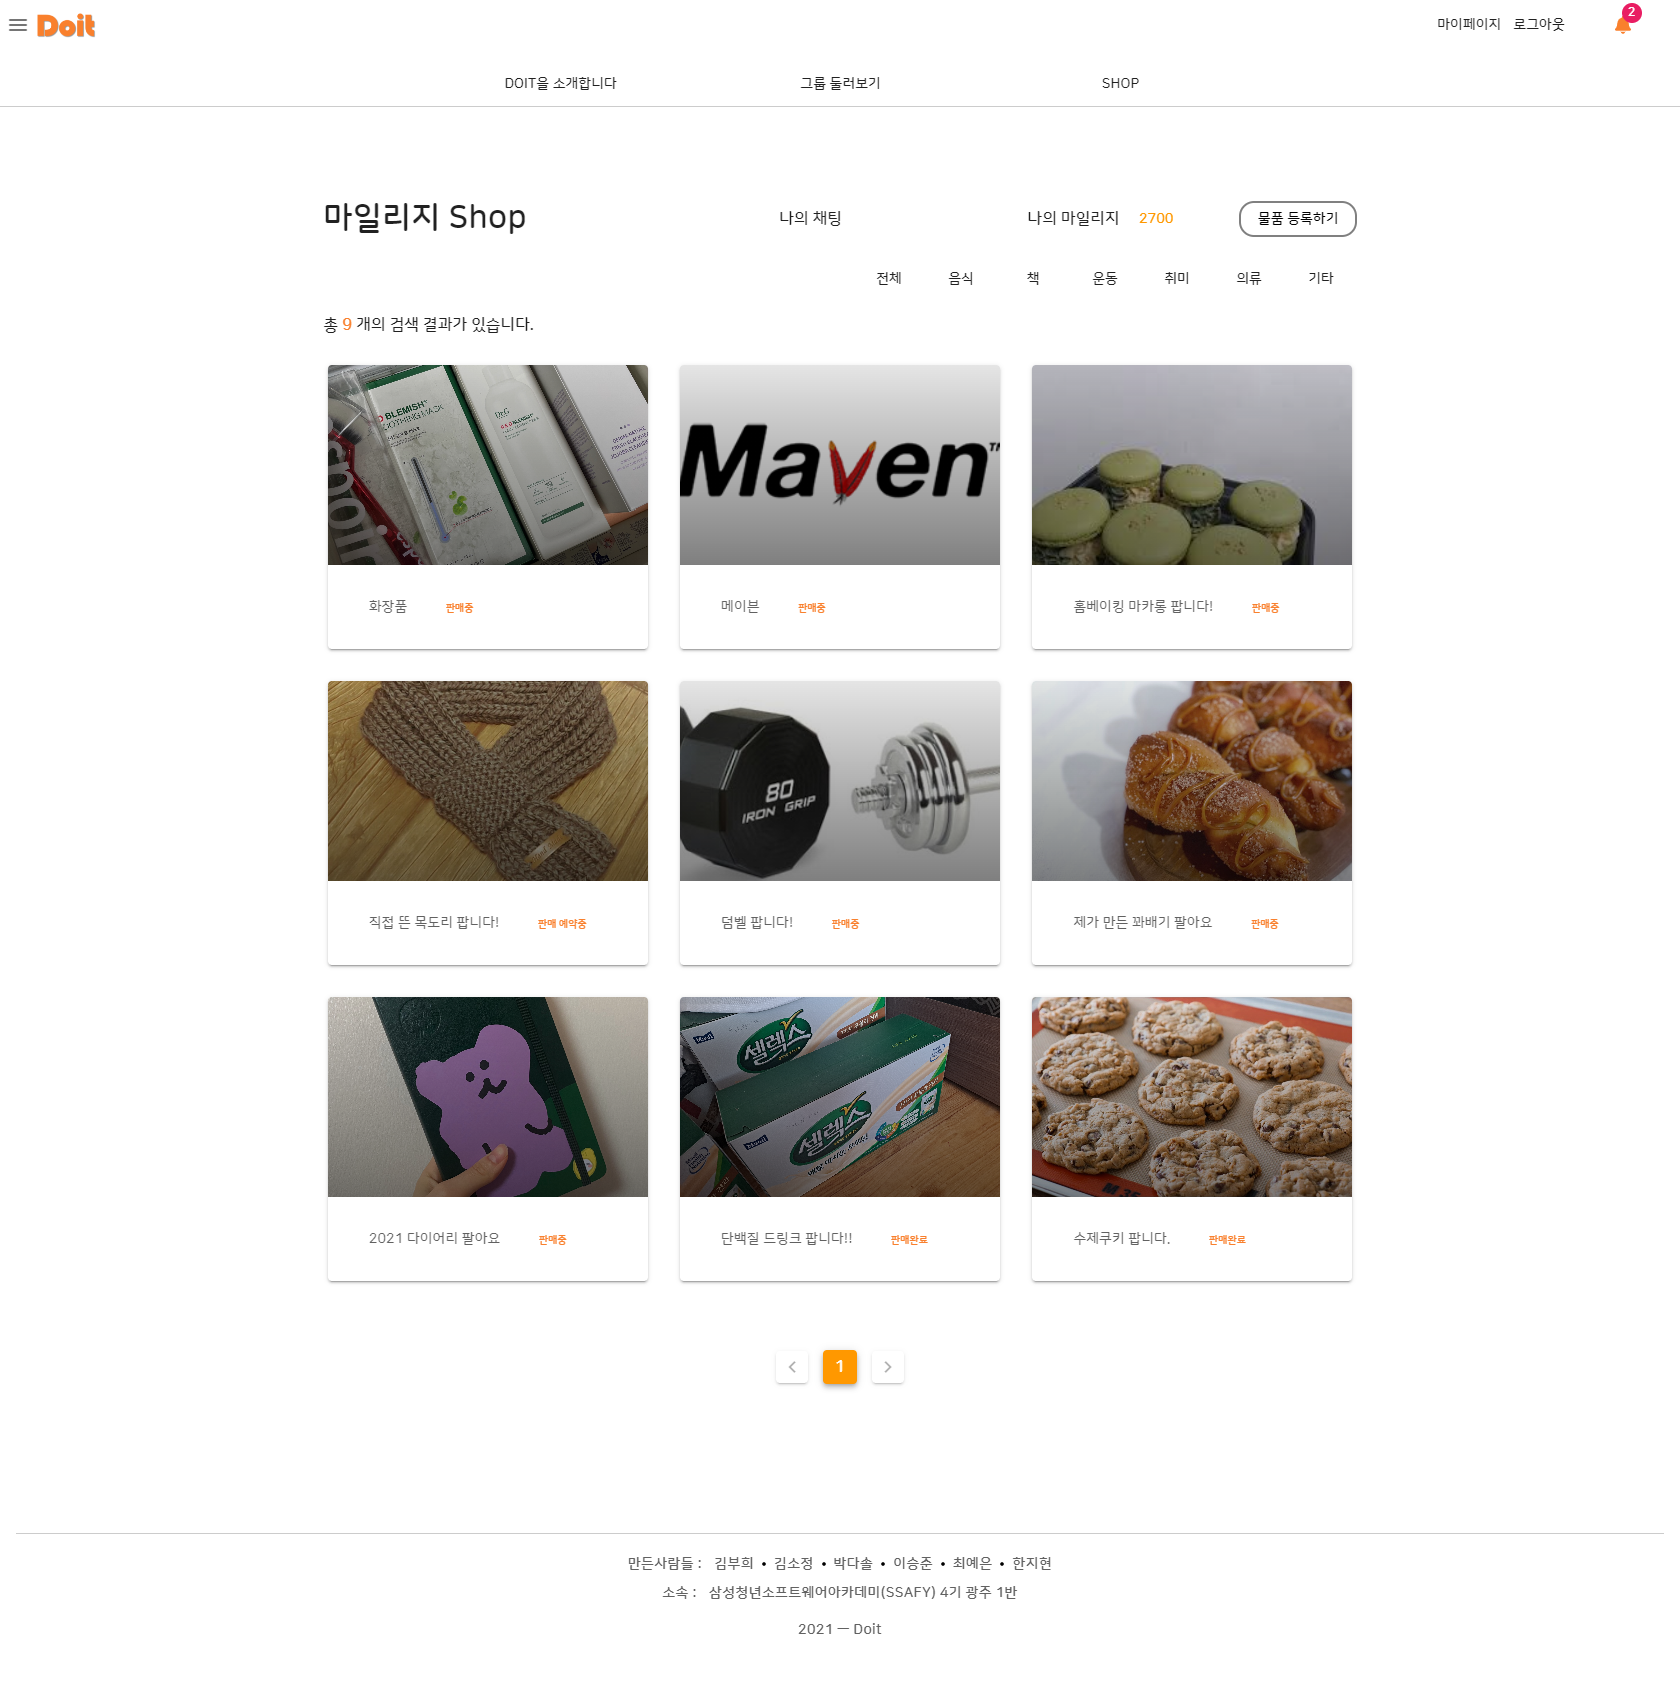 Doit
마이페이지 로그아웃 2
DOIT을 소개합니다 그룹 둘러보기 SHOP
마일리지 Shop 나의 채팅 나의 마일리지 2700 물품 등록하기
전체 음식 책 운동 취미 의류 기타
총 9 개의 검색 결과가 있습니다.
BLEMISH™
Dr.G
Maven™
화장품 판매중
메이븐 판매중
홈베이킹 마카롱 팝니다! 판매중
80
IRON GRIP
직접 뜬 목도리 팝니다! 판매 예약중
덤벨 팝니다! 판매중
제가 만든 꽈배기 팔아요 판매중
셀렉스
셀렉스
2021 다이어리 팔아요 판매중
단백질 드링크 팝니다!! 판매완료
수제쿠키 팝니다. 판매완료
1
만든사람들 : 김부희 • 김소정 • 박다솔 • 이승준 • 최예은 • 한지현
소속 : 삼성청년소프트웨어아카데미(SSAFY) 4기 광주 1반
2021 — Doit